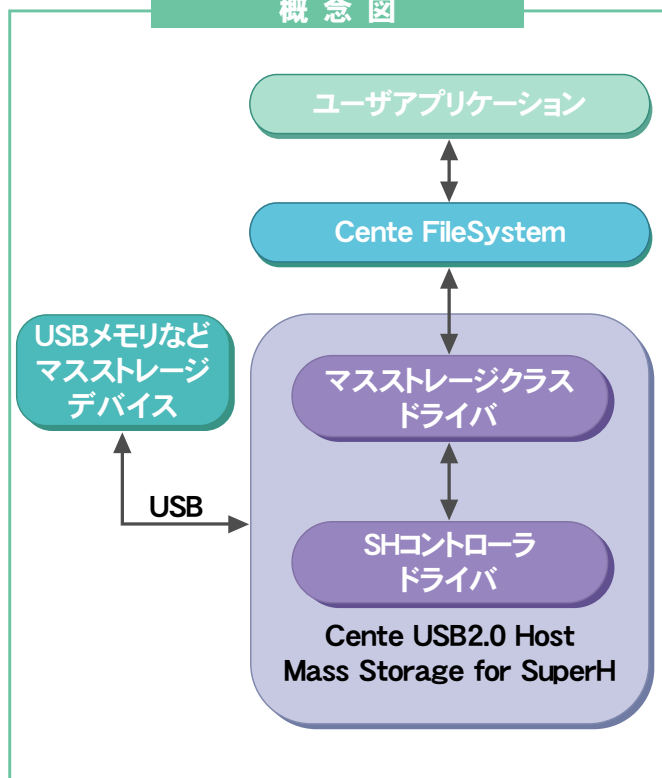 概念図
ユーザアプリケーション
Cente FileSystem
USBメモリなど
マスストレージ
デバイス
マスストレージクラス
ドライバ
USB
SHコントローラ
ドライバ
Cente USB2.0 Host
Mass Storage for SuperH